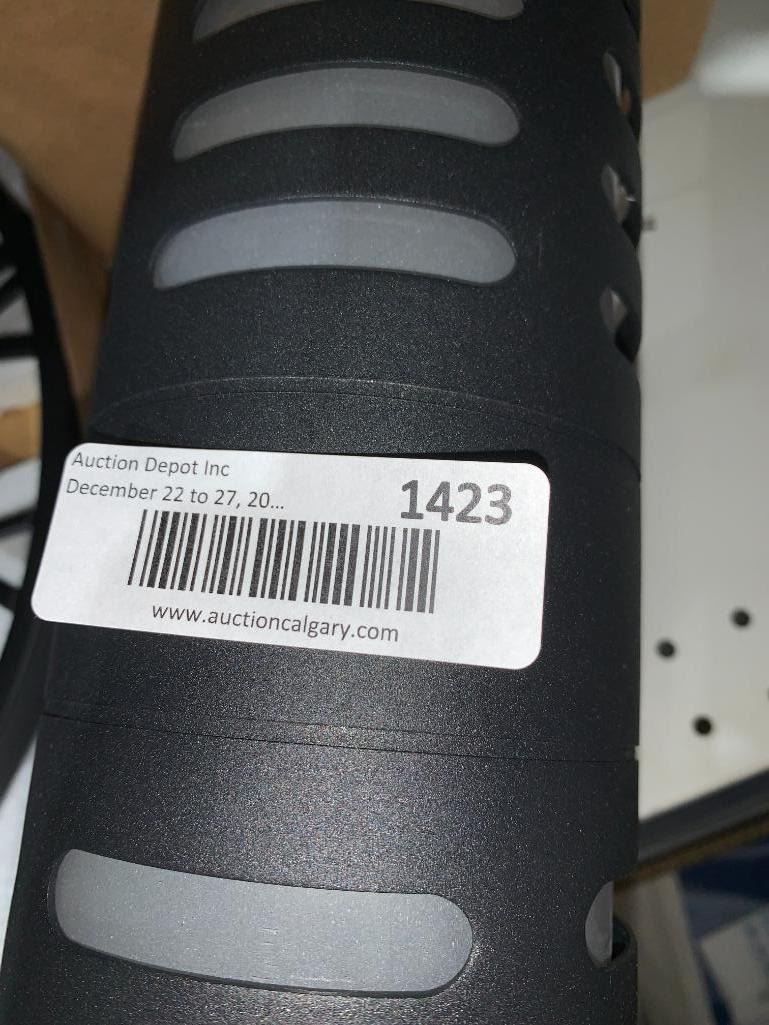 Auction Depot Inc
December 22 to 27, 20...
1423
www.auctioncalgary.com